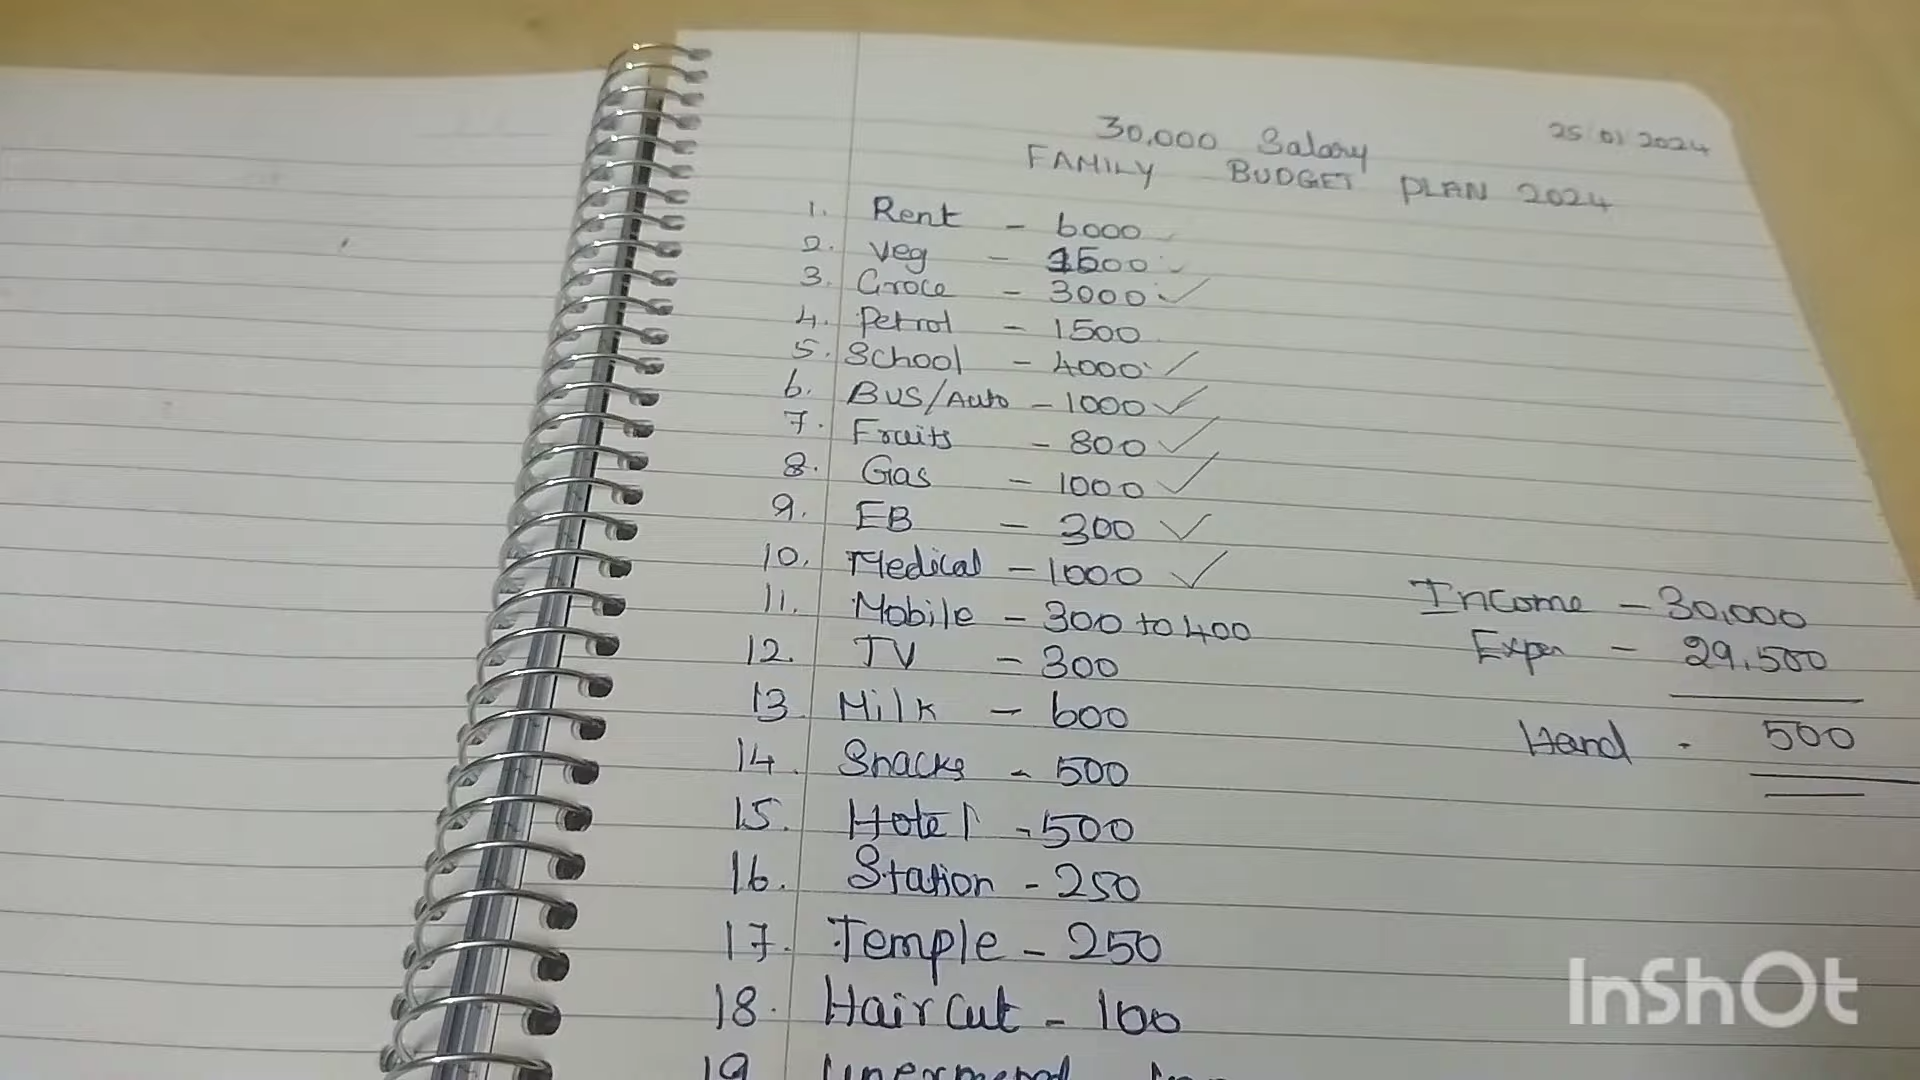 30,000 Salary
25/01/2024
FAMILY BUDGET PLAN 2024
1. Rent - 6000
2. Veg - 1500
3. Groce - 3000 ✓
4. Petrol - 1500
5. School - 4000 ✓
6. BUS/Auto - 1000 ✓
7. Fruits - 800 ✓
8. Gas - 1000 ✓
9. EB - 300 ✓
10. Medical - 1000 ✓
11. Mobile - 300 to 400
12. TV - 300
13. Milk - 600
14. Snacks - 500
15. Hotel - 500
16. Station - 250
17. Temple - 250
18. Hair cut - 100
19
Income - 30,000
Expen - 29,500
Hand - 500
InShOt